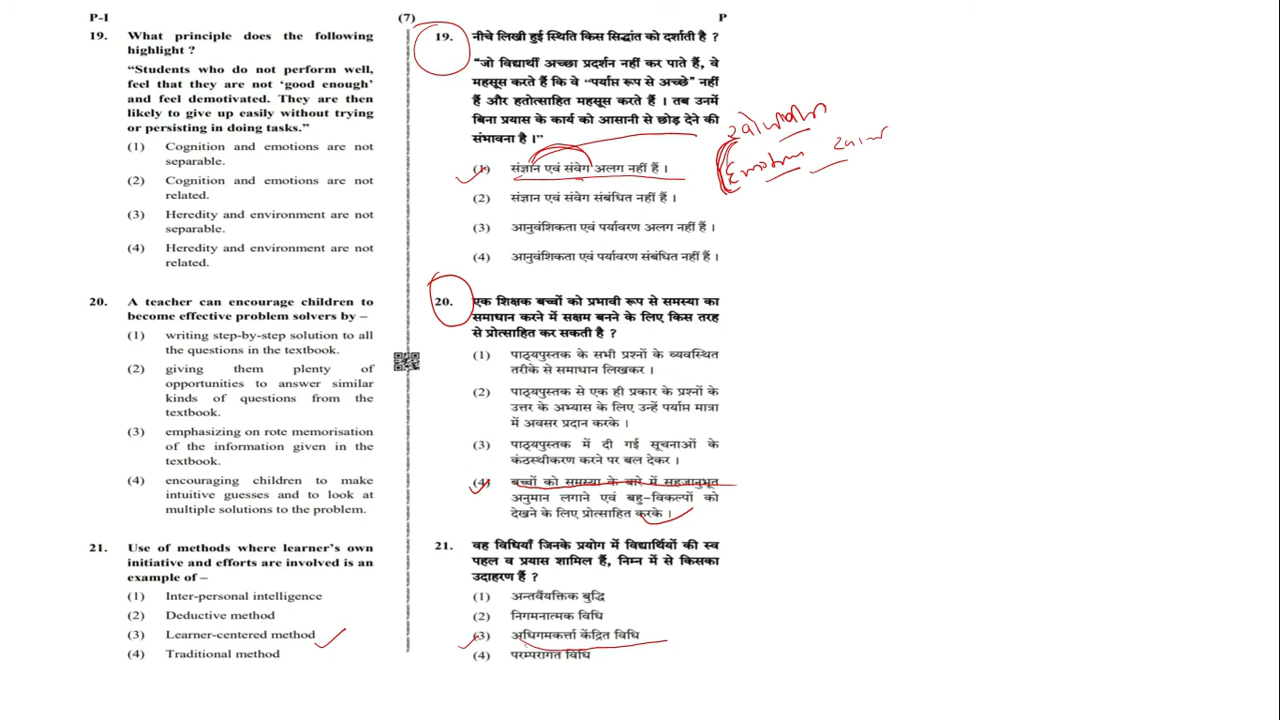 P-I
(7)
P
19. What principle does the following
highlight ?
“Students who do not perform well,
feel that they are not ‘good enough’
and feel demotivated. They are then
likely to give up easily without trying
or persisting in doing tasks.”
(1) Cognition and emotions are not
separable.
(2) Cognition and emotions are not
related.
(3) Heredity and environment are not
separable.
(4) Heredity and environment are not
related.
20. A teacher can encourage children to
become effective problem solvers by –
(1) writing step-by-step solution to all
the questions in the textbook.
(2) giving them plenty of
opportunities to answer similar
kinds of questions from the
textbook.
(3) emphasizing on rote memorisation
of the information given in the
textbook.
(4) encouraging children to make
intuitive guesses and to look at
multiple solutions to the problem.
21. Use of methods where learner’s own
initiative and efforts are involved is an
example of –
(1) Inter-personal intelligence
(2) Deductive method
(3) Learner-centered method
(4) Traditional method
19. नीचे लिखी हुई स्थिति किस सिद्धांत को दर्शाती है ?
“जो विद्यार्थी अच्छा प्रदर्शन नहीं कर पाते हैं, वे
महसूस करते हैं कि वे “पर्याप्त रूप से अच्छे” नहीं
हैं और हतोत्साहित महसूस करते हैं । तब उनमें
बिना प्रयास के कार्य को आसानी से छोड़ देने की
संभावना है ।”
(1) संज्ञान एवं संवेग अलग नहीं हैं ।
(2) संज्ञान एवं संवेग संबंधित नहीं हैं ।
(3) आनुवंशिकता एवं पर्यावरण अलग नहीं हैं ।
(4) आनुवंशिकता एवं पर्यावरण संबंधित नहीं हैं ।
20. एक शिक्षक बच्चों को प्रभावी रूप से समस्या का
समाधान करने में सक्षम बनने के लिए किस तरह
से प्रोत्साहित कर सकती है ?
(1) पाठ्यपुस्तक के सभी प्रश्नों के व्यवस्थित
तरीके से समाधान लिखकर ।
(2) पाठ्यपुस्तक से एक ही प्रकार के प्रश्नों के
उत्तर के अभ्यास के लिए उन्हें पर्याप्त मात्रा
में अवसर प्रदान करके ।
(3) पाठ्यपुस्तक में दी गई सूचनाओं के
कंठस्थीकरण करने पर बल देकर ।
(4) बच्चों को समस्या के बारे में सहजानुभूत
अनुमान लगाने एवं बहु-विकल्पों को
देखने के लिए प्रोत्साहित करके ।
21. वह विधियाँ जिनके प्रयोग में विद्यार्थियों की स्व
पहल व प्रयास शामिल हैं, निम्न में से किसका
उदाहरण हैं ?
(1) अन्तर्वैयक्तिक बुद्धि
(2) निगमनात्मक विधि
(3) अधिगमकर्त्ता केंद्रित विधि
(4) परम्परागत विधि